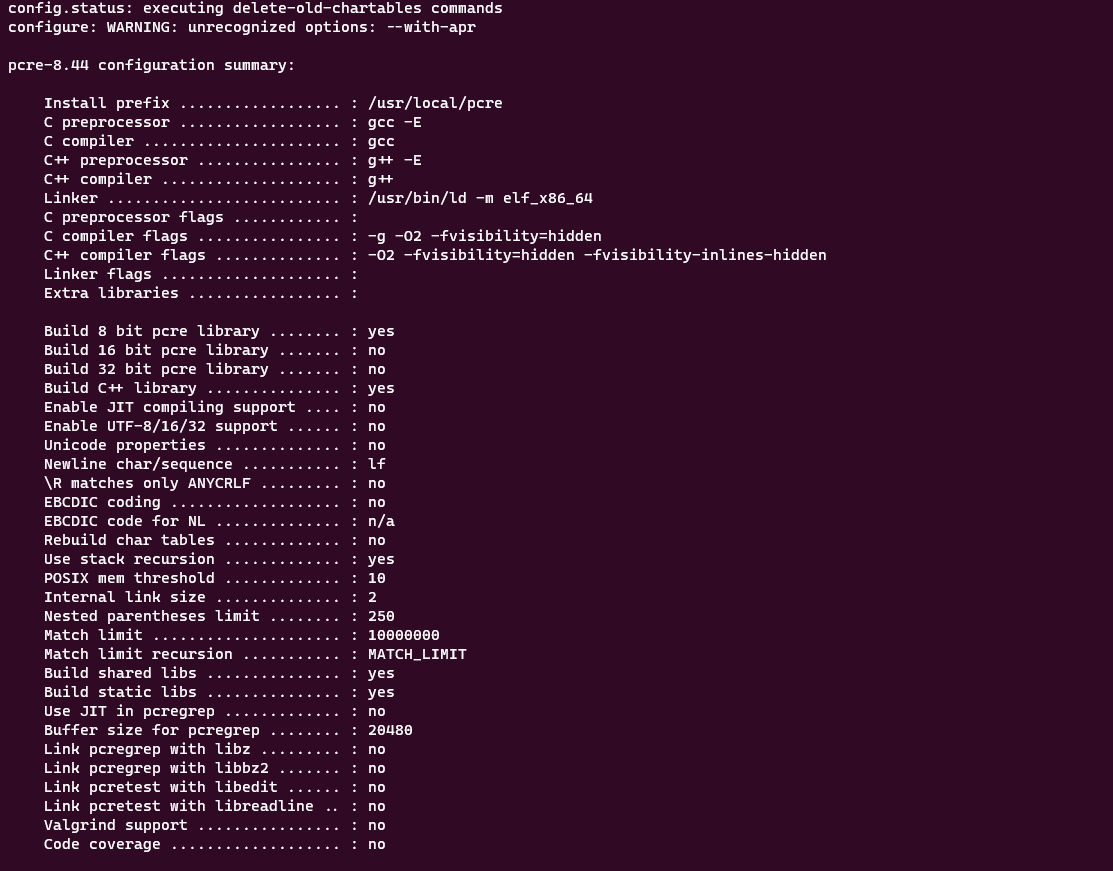 config.status: executing delete-old-chartables commands
configure: WARNING: unrecognized options: --with-apr
pcre-8.44 configuration summary:
Install prefix .................. : /usr/local/pcre
C preprocessor .................. : gcc -E
C compiler ...................... : gcc
C++ preprocessor ................ : g++ -E
C++ compiler .................... : g++
Linker .......................... : /usr/bin/ld -m elf_x86_64
C preprocessor flags ............ :
C compiler flags ................ : -g -O2 -fvisibility=hidden
C++ compiler flags .............. : -O2 -fvisibility=hidden -fvisibility-inlines-hidden
Linker flags .................... :
Extra libraries ................. :
Build 8 bit pcre library ........ : yes
Build 16 bit pcre library ....... : no
Build 32 bit pcre library ....... : no
Build C++ library ............... : yes
Enable JIT compiling support .... : no
Enable UTF-8/16/32 support ...... : no
Unicode properties .............. : no
Newline char/sequence ........... : lf
\R matches only ANYCRLF ......... : no
EBCDIC coding ................... : no
EBCDIC code for NL .............. : n/a
Rebuild char tables ............. : no
Use stack recursion ............. : yes
POSIX mem threshold ............. : 10
Internal link size .............. : 2
Nested parentheses limit ........ : 250
Match limit ..................... : 10000000
Match limit recursion ........... : MATCH_LIMIT
Build shared libs ............... : yes
Build static libs ............... : yes
Use JIT in pcregrep ............. : no
Buffer size for pcregrep ........ : 20480
Link pcregrep with libz ......... : no
Link pcregrep with libbz2 ....... : no
Link pcretest with libedit ...... : no
Link pcretest with libreadline .. : no
Valgrind support ................ : no
Code coverage ................... : no